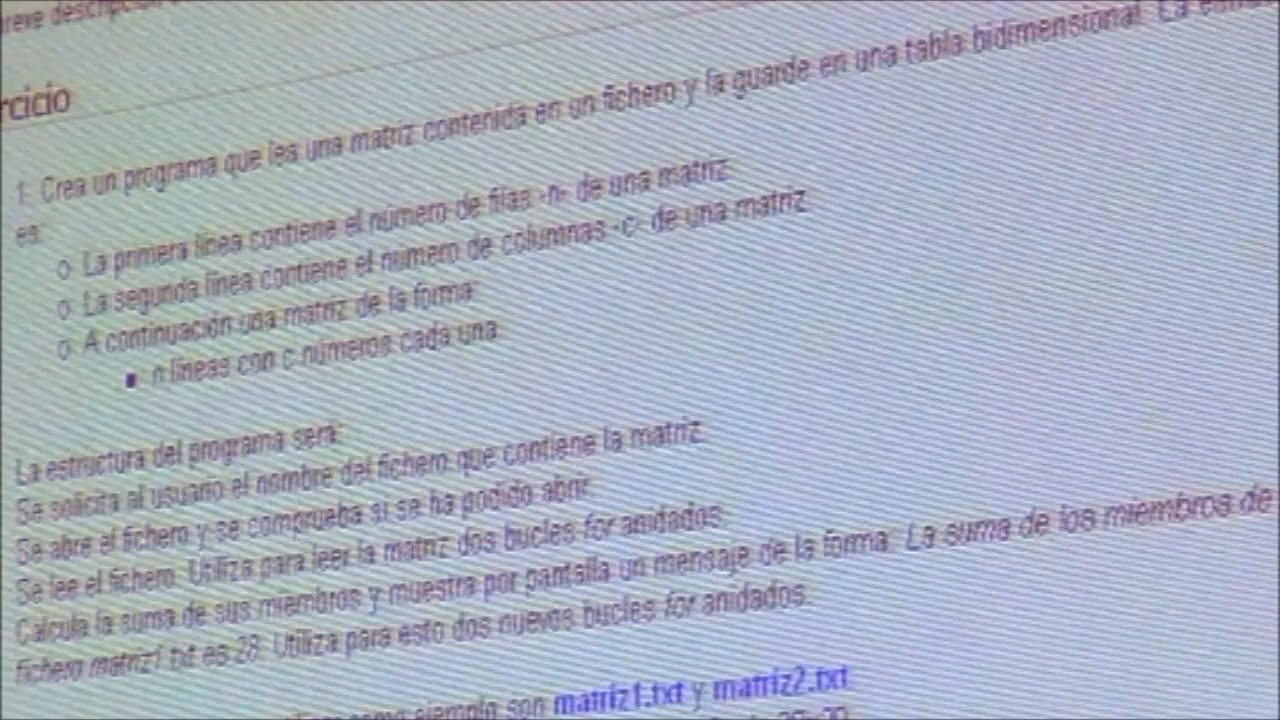 breve descripción
rcicio
1. Crea un programa que lea una matriz contenida en un fichero y la guarde en una tabla bidimensional. La
es:
o La primera línea contiene el número de filas -n- de una matriz.
o La segunda línea contiene el número de columnas -c- de una matriz.
o A continuación una matriz de la forma:
▪ n líneas con c números cada una.
La estructura del programa será:
Se solicita al usuario el nombre del fichero que contiene la matriz.
Se abre el fichero y se comprueba si se ha podido abrir.
Se lee el fichero. Utiliza para leer la matriz dos bucles for anidados.
Calcula la suma de sus miembros y muestra por pantalla un mensaje de la forma: La suma de los miembros de
fichero matriz1.txt es 28. Utiliza para esto dos nuevos bucles for anidados.
como ejemplo son matriz1.txt y matriz2.txt